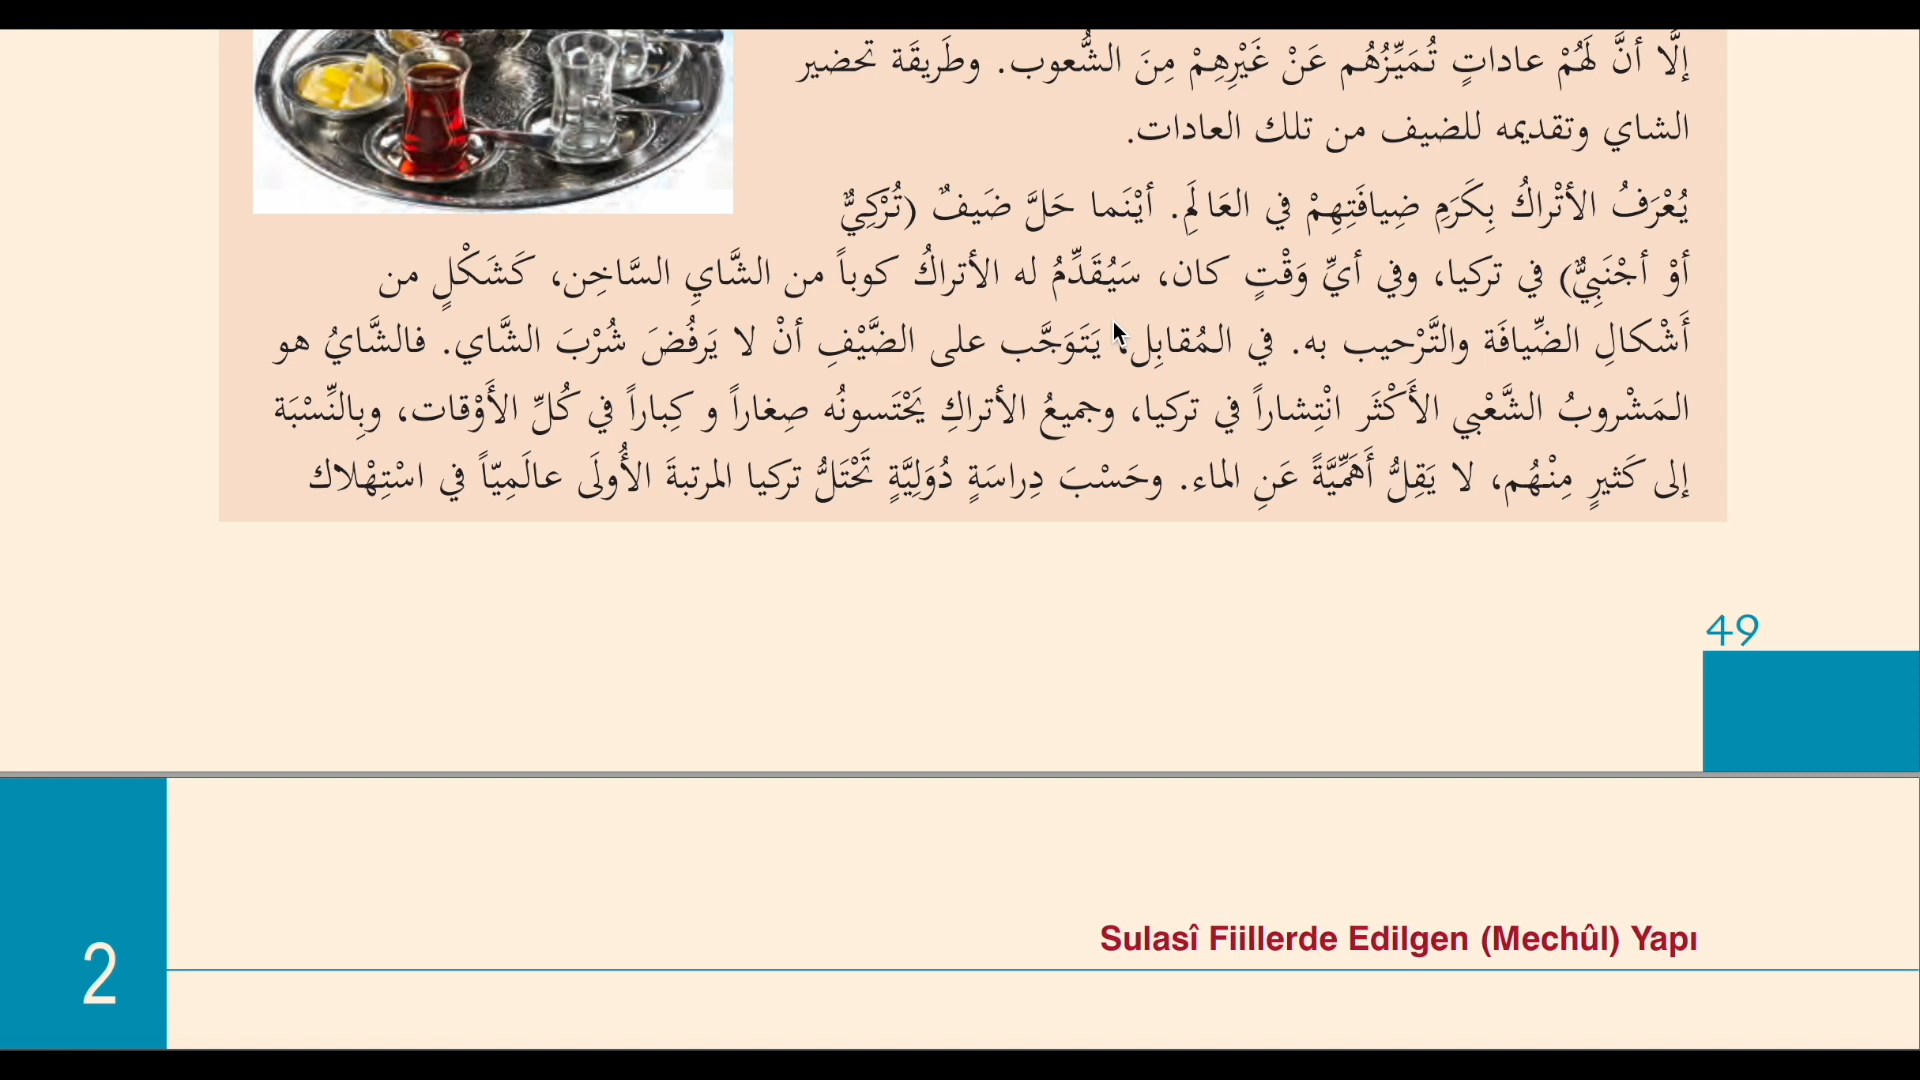 إلَّا أنَّ لَهُمْ عاداتٍ تُمَيِّزُهُم عَنْ غَيْرِهِمْ مِنَ الشُّعوب. وطَريقَة تحضير
الشاي وتقديمه للضيف من تلك العادات.
يُعْرَفُ الأتْراكُ بِكَرَمِ ضِيافَتِهِمْ في العَالَمِ. أيْنَما حَلَّ ضَيفٌ (تُرْكِيٌّ
أوْ أجْنَبِيٌّ) في تركيا، وفي أيِّ وَقْتٍ كان، سَيُقَدِّمُ له الأتراكُ كوباً من الشَّايِ السَّاخِن، كَشَكْلٍ من
أَشْكالِ الضِّيافَة والتَّرْحيب به. في المُقابِل، يَتَوَجَّب على الضَّيْفِ أنْ لا يَرفُضَ شُرْبَ الشَّاي. فالشَّايُ هو
المَشْروبُ الشَّعْبي الأَكْثَر انْتِشاراً في تركيا، وجميعُ الأتراكِ يَحْتَسونُه صِغاراً و كِباراً في كُلِّ الأَوْقات، وبِالنِّسْبَة
إلى كَثيرٍ مِنْهُم، لا يَقِلُّ أَهَمِّيَّةً عَنِ الماء. وحَسْبَ دِراسَةٍ دُوَلِيَّةٍ تَحْتَلُّ تركيا المرتبةَ الأُولَى عالَمِيّاً في اسْتِهْلاك
49
Sulasî Fiillerde Edilgen (Mechûl) Yapı
2